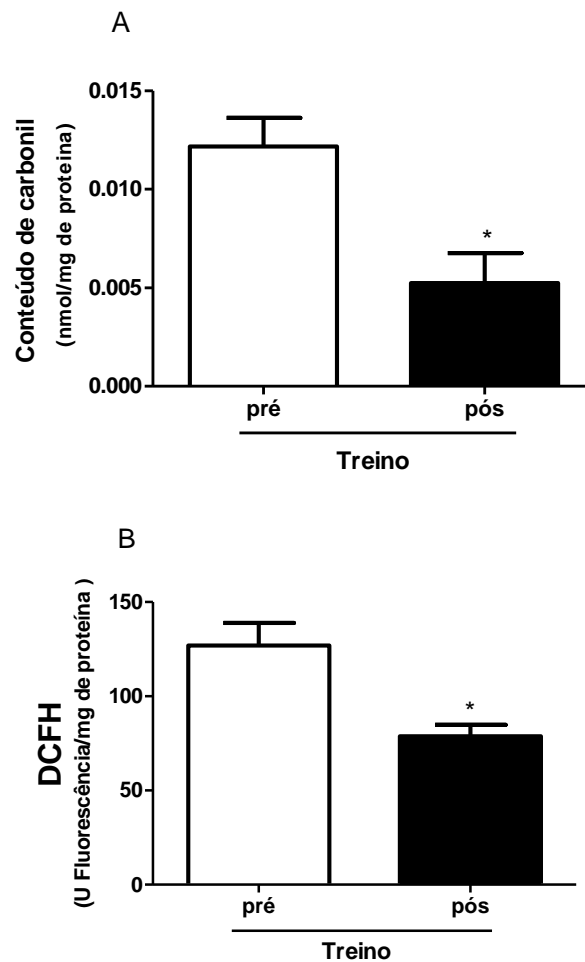 A
Conteúdo de carbonil
(nmol/mg de proteína)
0.015
0.010
0.005
0.000
*
pré
pós
Treino
B
DCFH
(U Fluorescência/mg de proteína )
150
100
50
0
*
pré
pós
Treino